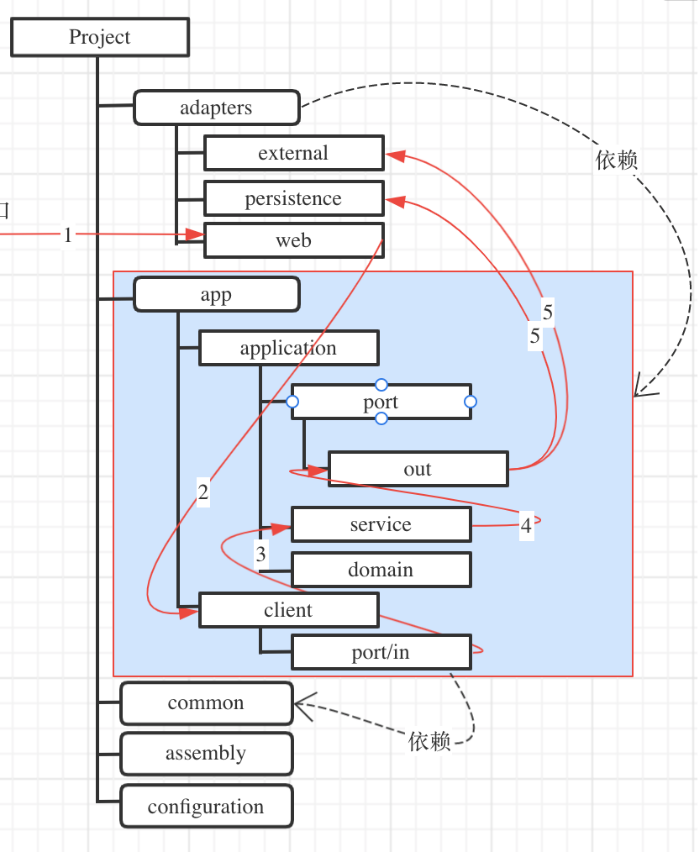 Project
adapters
external
依赖
persistence
口
1
web
app
5
5
application
port
out
2
service
4
3
domain
client
port/in
common
依赖
assembly
configuration